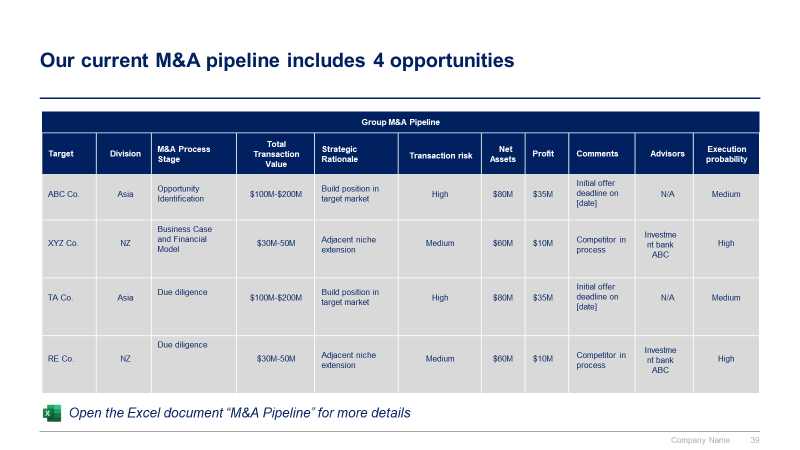 Our current M&A pipeline includes 4 opportunities
Group M&A Pipeline
Target
Division
M&A Process
Stage
Total
Transaction
Value
Strategic
Rationale
Transaction risk
Net
Assets
Profit
Comments
Advisors
Execution
probability
ABC Co.
Asia
Opportunity
Identification
$100M-$200M
Build position in
target market
High
$80M
$35M
Initial offer
deadline on
[date]
N/A
Medium
XYZ Co.
NZ
Business Case
and Financial
Model
$30M-50M
Adjacent niche
extension
Medium
$60M
$10M
Competitor in
process
Investme
nt bank
ABC
High
TA Co.
Asia
Due diligence
$100M-$200M
Build position in
target market
High
$80M
$35M
Initial offer
deadline on
[date]
N/A
Medium
RE Co.
NZ
Due diligence
$30M-50M
Adjacent niche
extension
Medium
$60M
$10M
Competitor in
process
Investme
nt bank
ABC
High
X
Open the Excel document “M&A Pipeline” for more details
Company Name
39